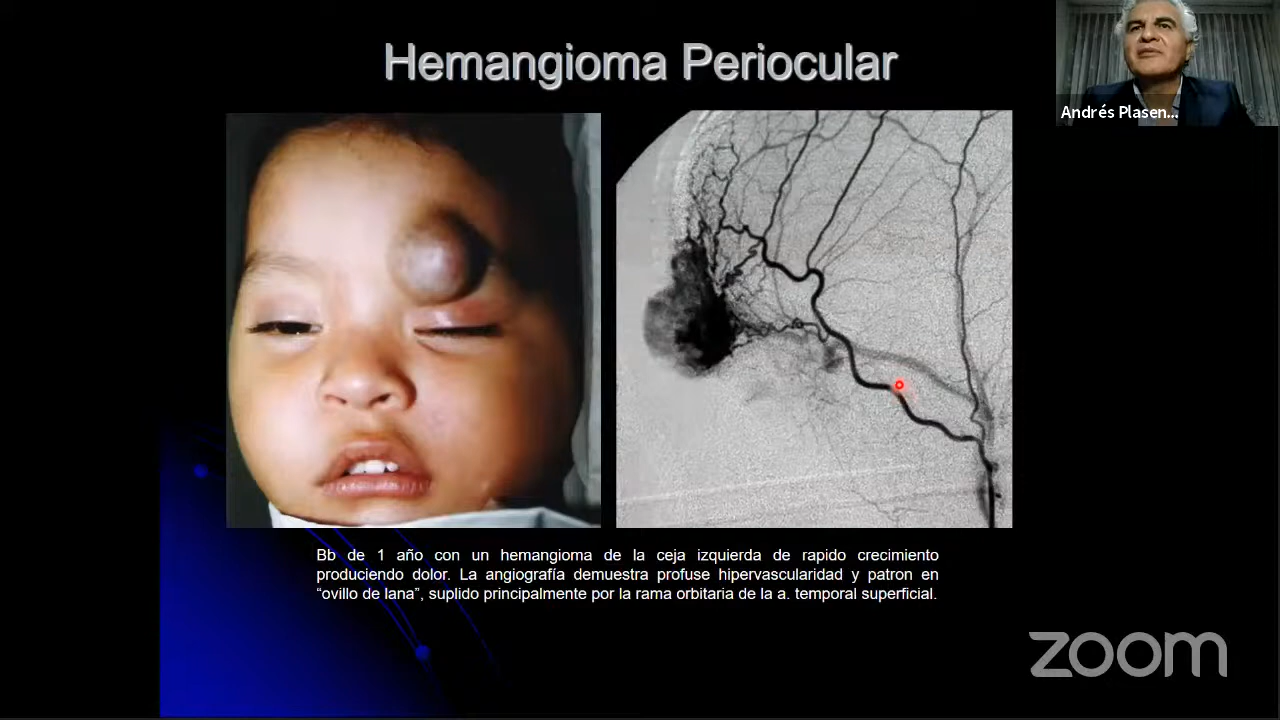 Hemangioma Periocular
Andrés Plasen...
Bb de 1 año con un hemangioma de la ceja izquierda de rapido crecimiento
produciendo dolor. La angiografía demuestra profuse hipervascularidad y patron en
“ovillo de lana”, suplido principalmente por la rama orbitaria de la a. temporal superficial.
zoom